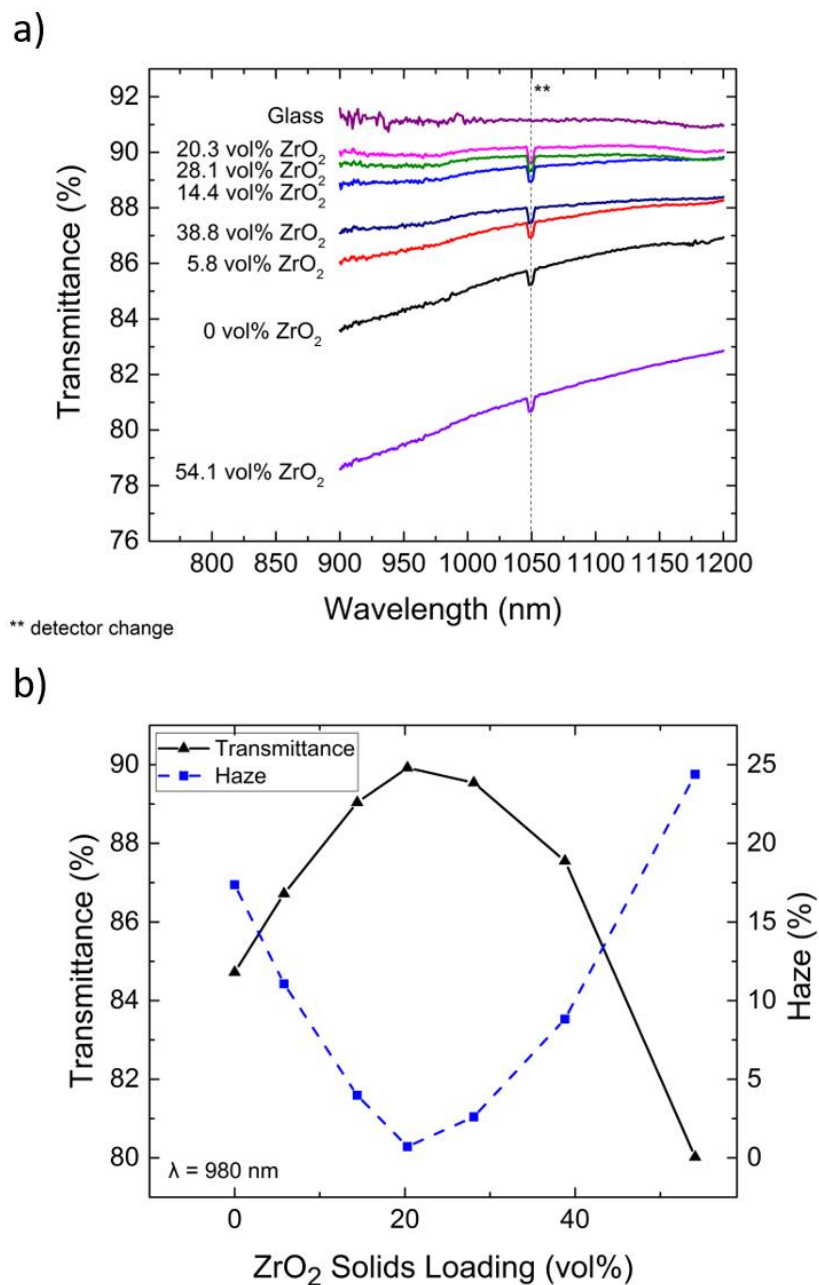 a)
92
90
88
86
84
82
80
78
76
Transmittance (%)
**
Glass
20.3 vol% ZrO₂
28.1 vol% ZrO₂
14.4 vol% ZrO₂
38.8 vol% ZrO₂
5.8 vol% ZrO₂
0 vol% ZrO₂
54.1 vol% ZrO₂
800 850 900 950 1000 1050 1100 1150 1200
Wavelength (nm)
** detector change
b)
Transmittance
Haze
90
88
86
84
82
80
Transmittance (%)
25
20
15
10
5
0
Haze (%)
λ = 980 nm
0 20 40
ZrO₂ Solids Loading (vol%)